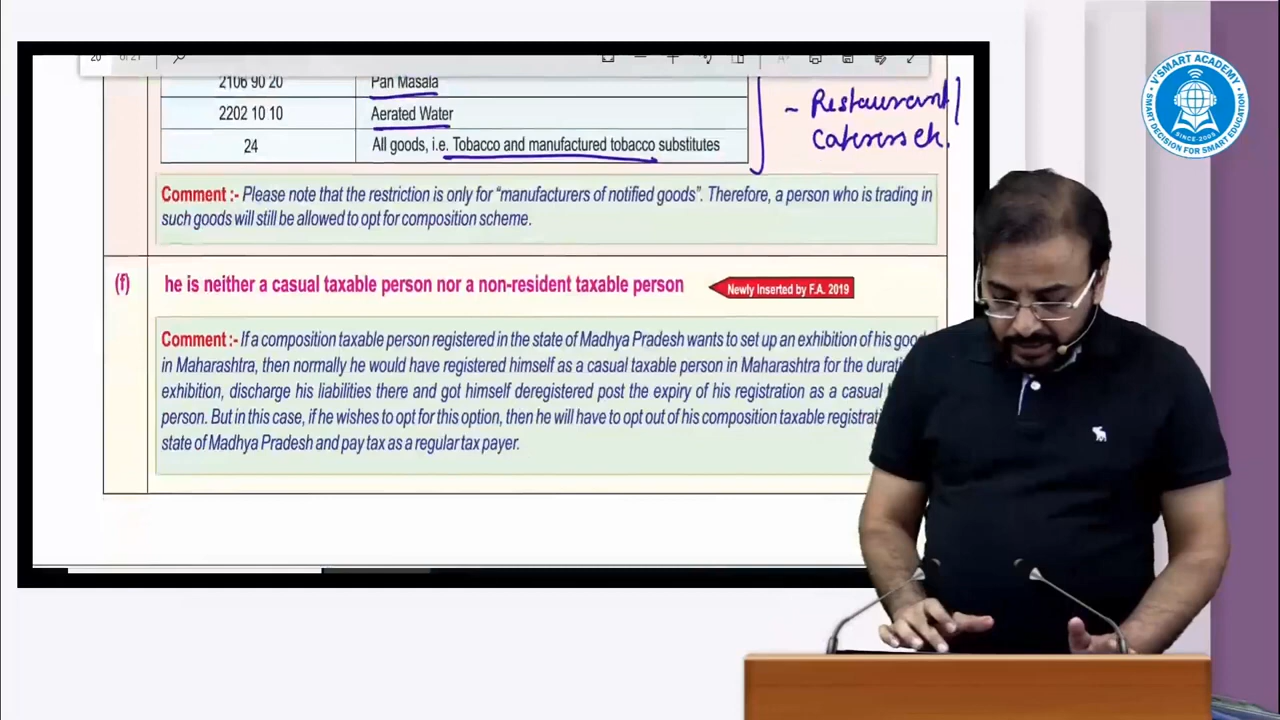 20 of 21
2106 90 20 Pan Masala
2202 10 10 Aerated Water
24 All goods, i.e. Tobacco and manufactured tobacco substitutes
~ Restaurant/
Caterers etc.
Comment :- Please note that the restriction is only for “manufacturers of notified goods”. Therefore, a person who is trading in
such goods will still be allowed to opt for composition scheme.
(f) he is neither a casual taxable person nor a non-resident taxable person
Newly Inserted by F.A. 2019
Comment :- If a composition taxable person registered in the state of Madhya Pradesh wants to set up an exhibition of his
in Maharashtra, then normally he would have registered himself as a casual taxable person in Maharashtra for the
exhibition, discharge his liabilities there and got himself deregistered post the expiry of his registration as a casual
person. But in this case, if he wishes to opt for this option, then he will have to opt out of his composition taxable
state of Madhya Pradesh and pay tax as a regular tax payer.
V'SMART ACADEMY
SINCE-2005
SMART DECISION FOR SMART EDUCATION